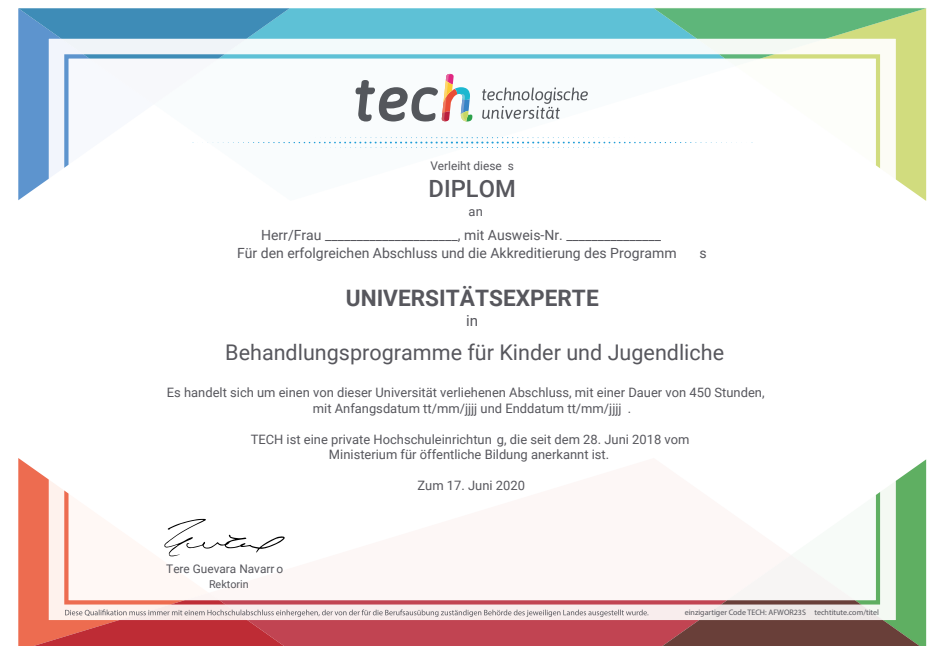 tech technologische
universität
Verleiht diese s
DIPLOM
an
Herr/Frau ______________________, mit Ausweis-Nr. ________________
Für den erfolgreichen Abschluss und die Akkreditierung des Programm s
UNIVERSITÄTSEXPERTE
in
Behandlungsprogramme für Kinder und Jugendliche
Es handelt sich um einen von dieser Universität verliehenen Abschluss, mit einer Dauer von 450 Stunden,
mit Anfangsdatum tt/mm/jjjj und Enddatum tt/mm/jjjj .
TECH ist eine private Hochschuleinrichtun g, die seit dem 28. Juni 2018 vom
Ministerium für öffentliche Bildung anerkannt ist.
Zum 17. Juni 2020
Tere Guevara Navarr o
Rektorin
Diese Qualifikation muss immer mit einem Hochschulabschluss einhergehen, der von der für die Berufsausübung zuständigen Behörde des jeweiligen Landes ausgestellt wurde. einzigartiger Code TECH: AFWOR23S techtitute.com/titel